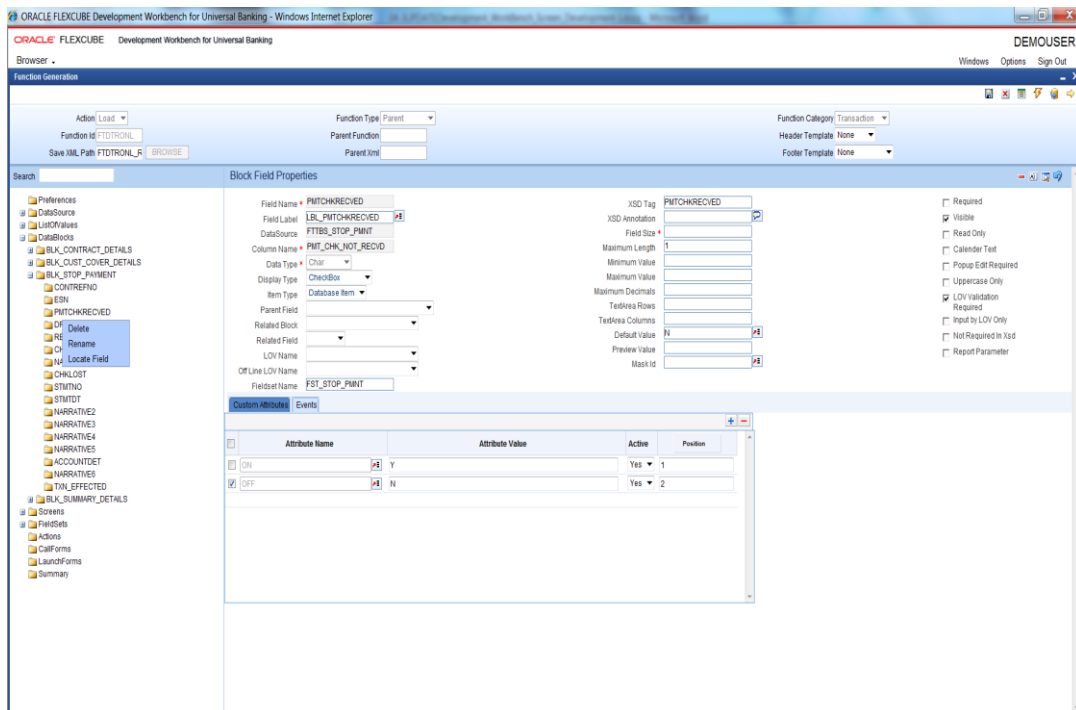 ORACLE FLEXCUBE Development Workbench for Universal Banking - Windows Internet Explorer
ORACLE FLEXCUBE Development Workbench for Universal Banking
DEMOUSER
Browser
Windows Options Sign Out
Function Generation
Action Load Function Type Parent Function Category Transaction
Function Id FTDTRONL Parent Function Header Template None
Save XML Path FTDTRONL_R BROWSE Parent Xml Footer Template None
Search
Block Field Properties
Preferences
DataSource
ListOfValues
DataBlocks
BLK_CONTRACT_DETAILS
BLK_CUST_COVER_DETAILS
BLK_STOP_PAYMENT
CONTREFNO
ESN
PMTCHKRECVED
Delete
Rename
Locate Field
CHKLOST
STMTNO
STMTDT
NARRATIVE2
NARRATIVE3
NARRATIVE4
NARRATIVE5
ACCOUNTDET
NARRATIVE6
TXN_EFFECTED
BLK_SUMMARY_DETAILS
Screens
FieldSets
Actions
CallForms
LaunchForms
Summary
Field Name * PMTCHKRECVED
Field Label LBL_PMTCHKRECVED
DataSource FTTBS_STOP_PMNT
Column Name * PMT_CHK_NOT_RECVD
Data Type * Char
Display Type CheckBox
Item Type Database Item
Parent Field
Related Block
Related Field
LOV Name
Off Line LOV Name
Fieldset Name FST_STOP_PMNT
XSD Tag PMTCHKRECVED
XSD Annotation
Field Size *
Maximum Length 1
Minimum Value
Maximum Value
Maximum Decimals
TextArea Rows
TextArea Columns
Default Value N
Preview Value
Mask Id
Required
Visible
Read Only
Calender Text
Popup Edit Required
Uppercase Only
LOV Validation
Required
Input by LOV Only
Not Required In Xsd
Report Parameter
Custom Attributes Events
Attribute Name Attribute Value Active Position
ON Y Yes 1
OFF N Yes 2